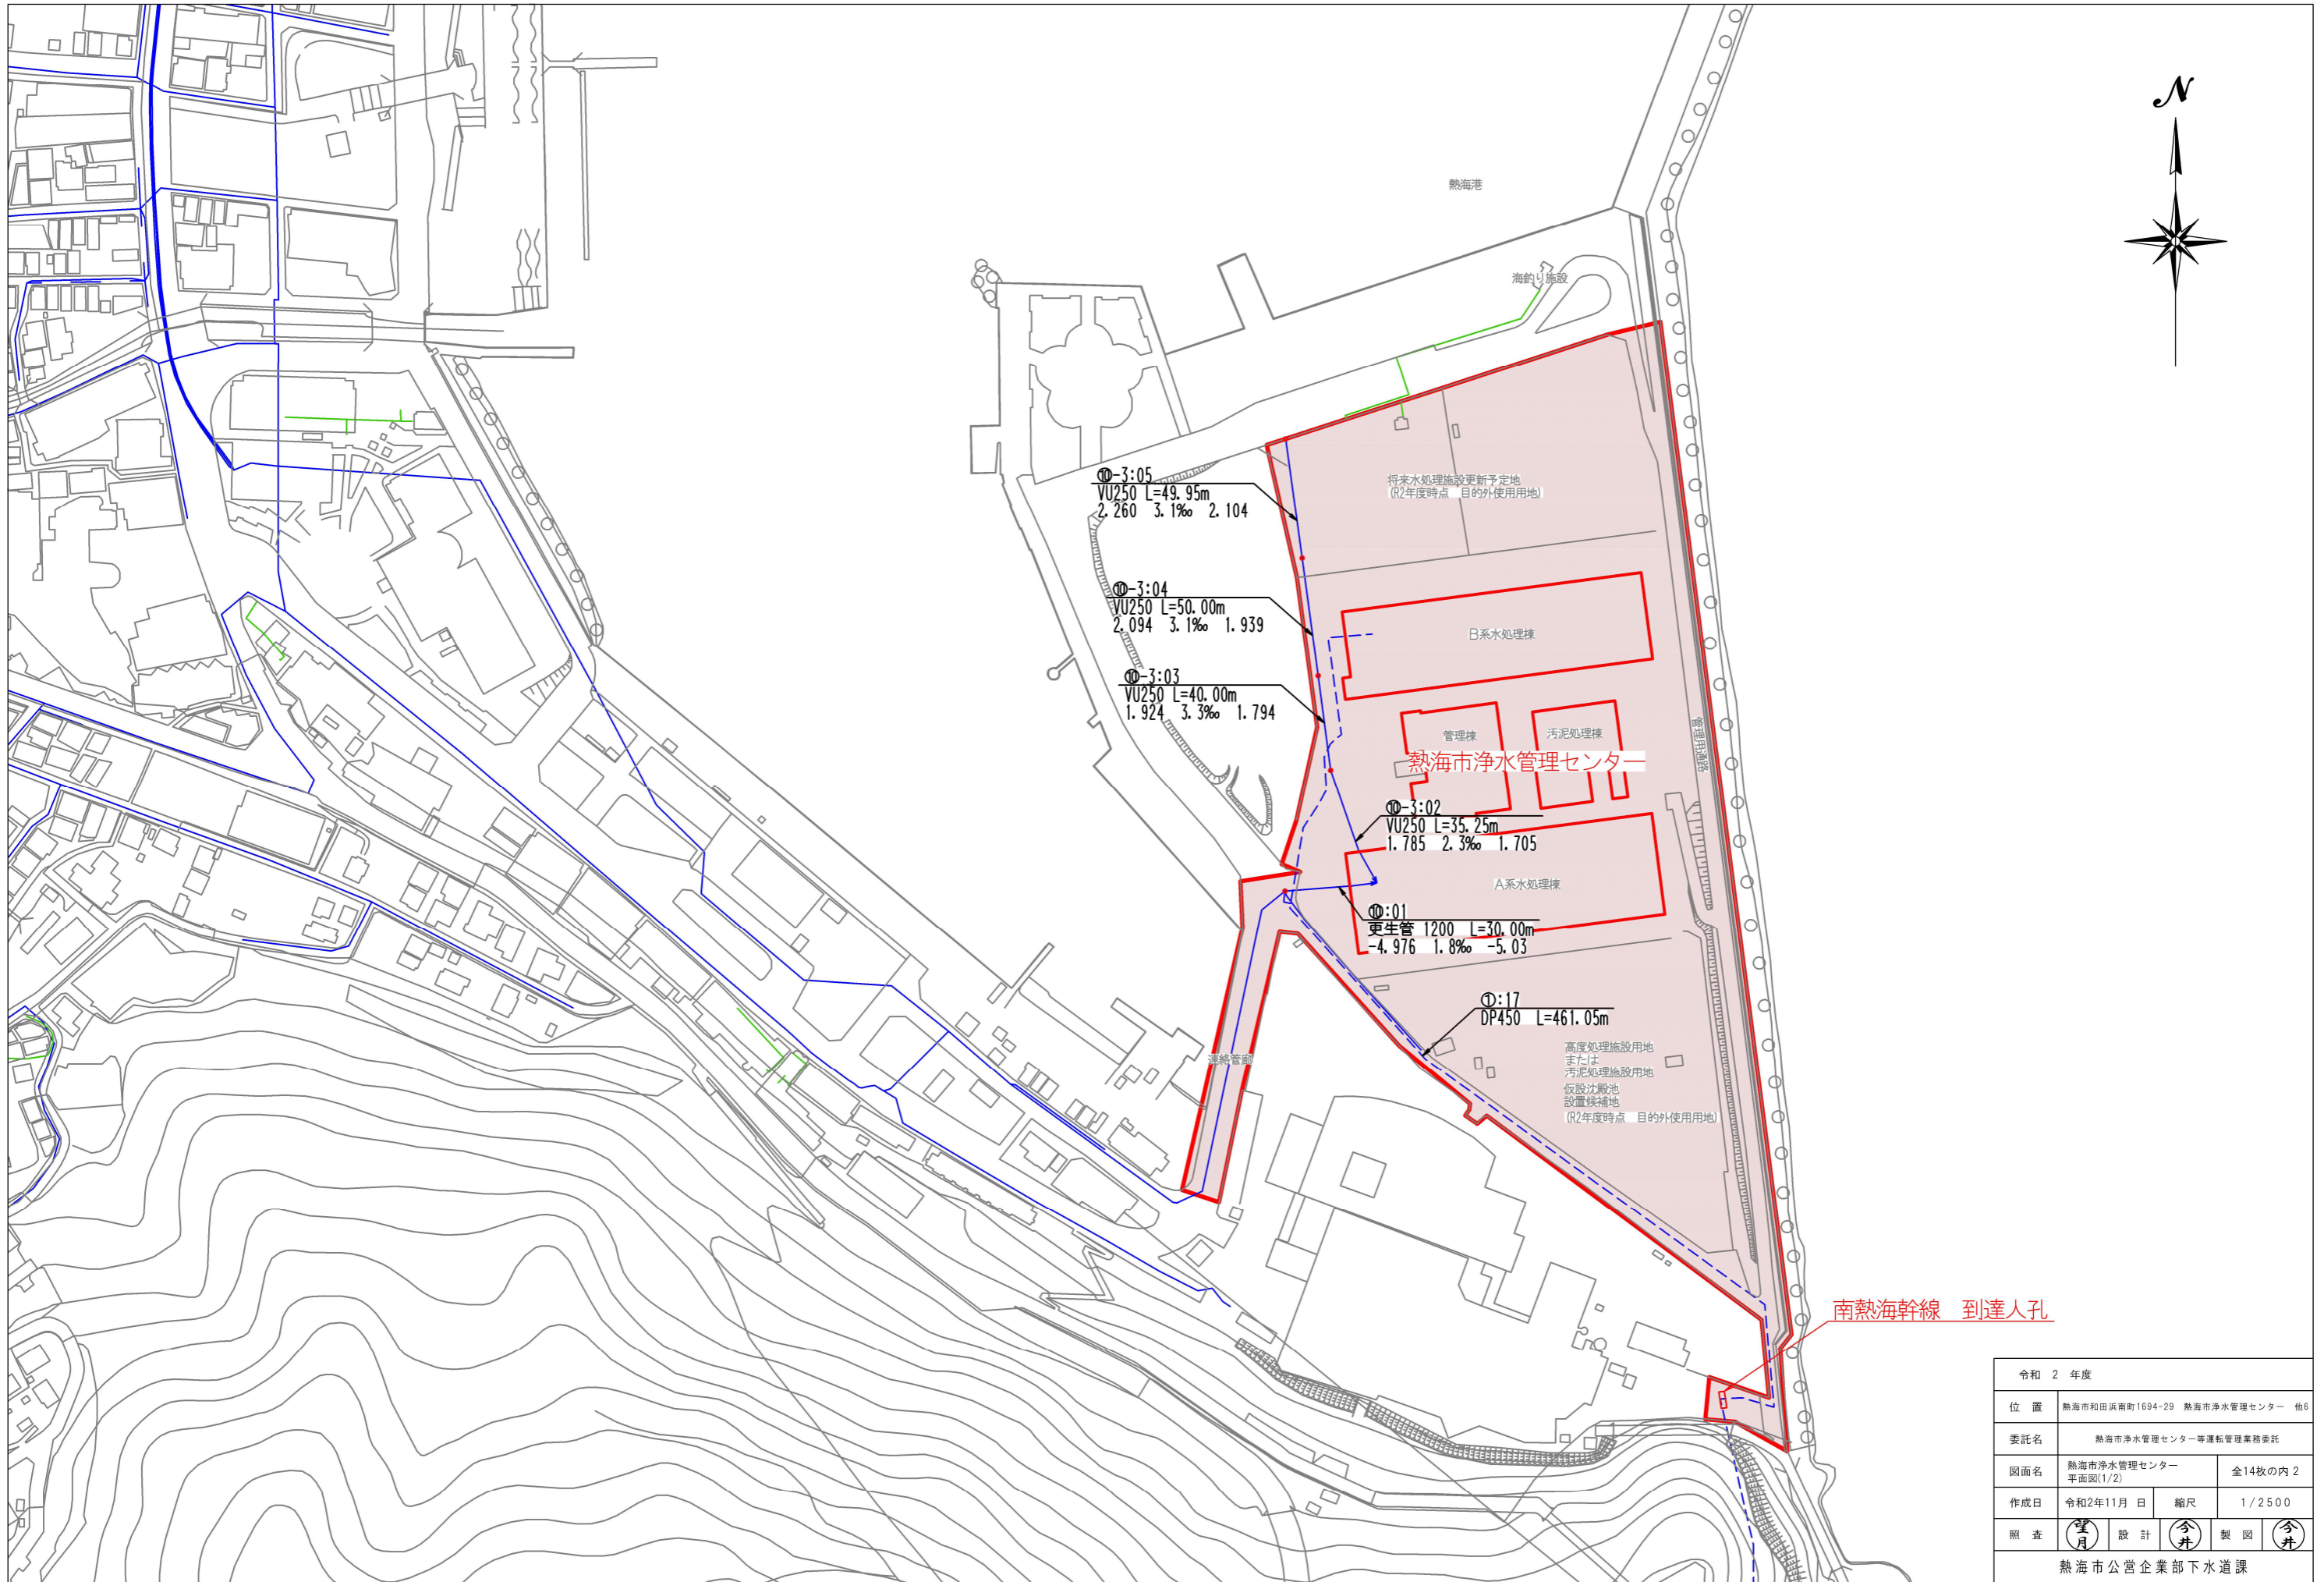 N
熱海港
海釣り施設
⑩-3:05
VU250 L=49.95m
2.260 3.1‰ 2.104
将来水処理施設更新予定地
(R2年度時点 目的外使用用地)
⑩-3:04
VU250 L=50.00m
2.094 3.1‰ 1.939
B系水処理棟
⑩-3:03
VU250 L=40.00m
1.924 3.3‰ 1.794
管理棟
汚泥処理棟
管理用通路
熱海市浄水管理センター
⑩-3:02
VU250 L=35.25m
1.785 2.3‰ 1.705
A系水処理棟
⑩:01
更生管 1200 L=30.00m
-4.976 1.8‰ -5.03
①:17
DP450 L=461.05m
連絡管廊
高度処理施設用地
または
汚泥処理施設用地
仮設沈殿池
設置候補地
(R2年度時点 目的外使用用地)
南熱海幹線 到達人孔
令和 2 年度
位 置 熱海市和田浜南町1694-29 熱海市浄水管理センター 他6
委託名 熱海市浄水管理センター等運転管理業務委託
図面名 熱海市浄水管理センター
平面図(1/2) 全14枚の内 2
作成日 令和2年11月 日 縮尺 1/2500
照 査 望月 設 計 今井 製 図 今井
熱海市公営企業部下水道課